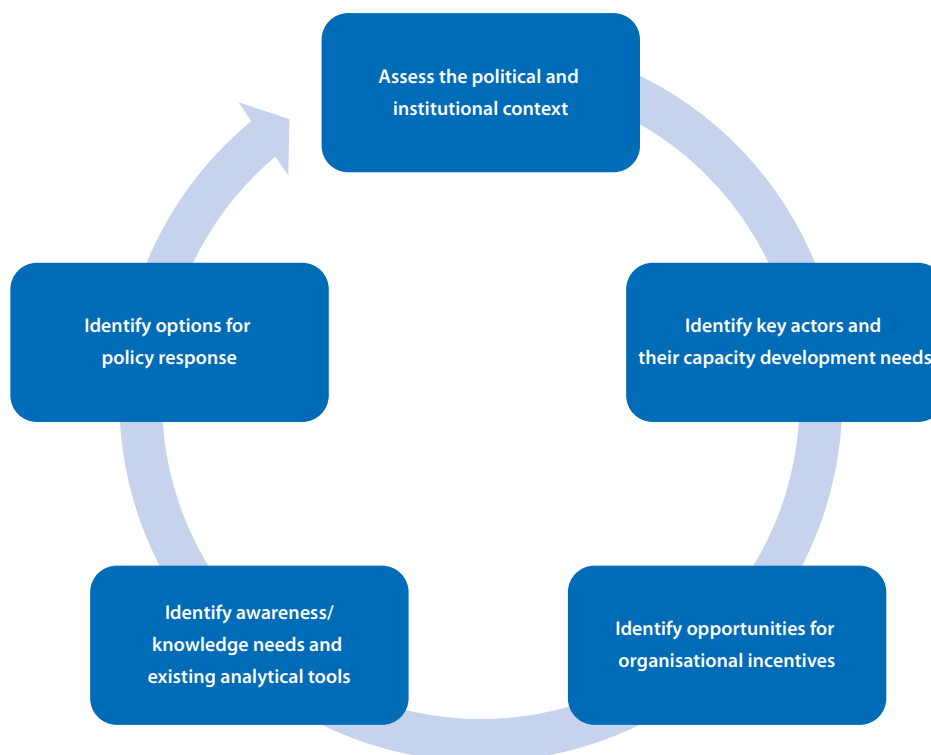 Assess the political and
institutional context
Identify key actors and
their capacity development needs
Identify opportunities for
organisational incentives
Identify awareness/
knowledge needs and
existing analytical tools
Identify options for
policy response